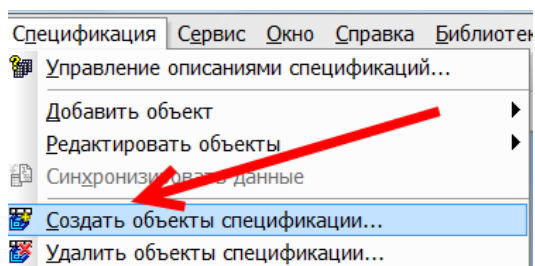 Спецификация Сервис Окно Справка Библиотек
Управление описаниями спецификаций...
Добавить объект
Редактировать объекты
Синхронизировать данные
Создать объекты спецификации...
Удалить объекты спецификации...